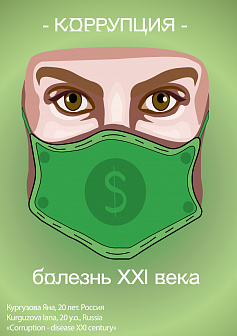 - КОРРУПЦИЯ -
$
болезнь XXI века
Кургузова Яна, 20 лет. Россия
Kurguzova Iana, 20 y.o., Russia
«Corruption - disease XXI century»